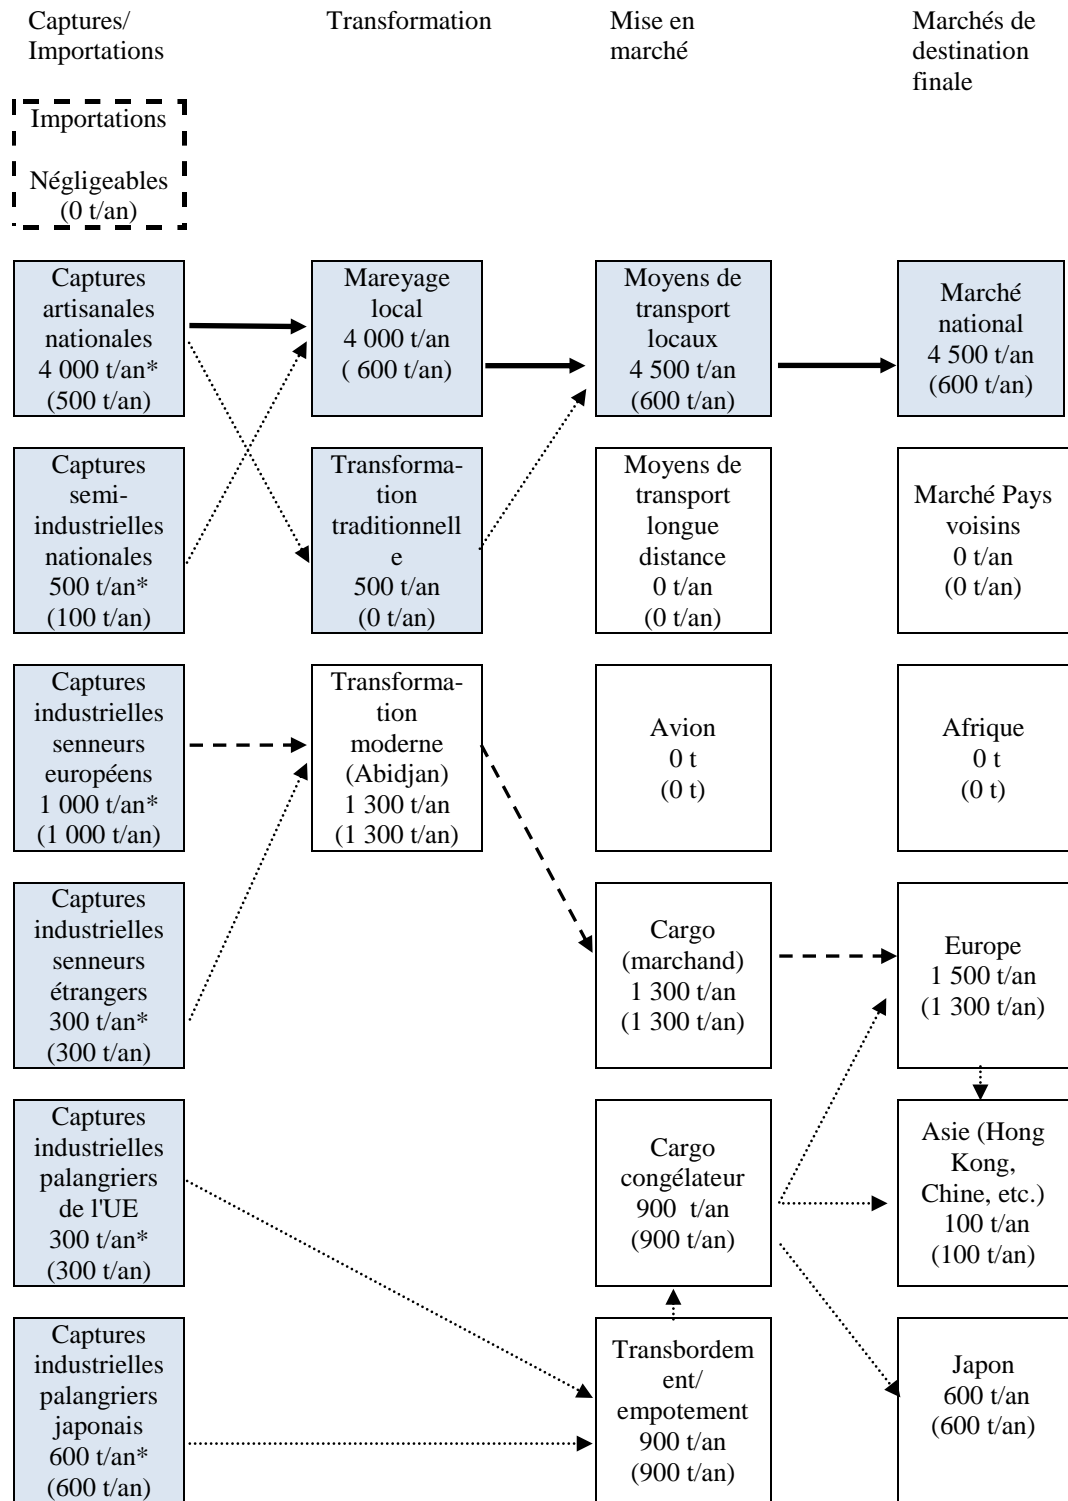 Captures/
Importations
Transformation
Mise en
marché
Marchés de
destination
finale
Importations
Négligeables
(0 t/an)
Captures
artisanales
nationales
4 000 t/an*
(500 t/an)
Mareyage
local
4 000 t/an
( 600 t/an)
Moyens de
transport
locaux
4 500 t/an
(600 t/an)
Marché
national
4 500 t/an
(600 t/an)
Captures
semi-
industrielles
nationales
500 t/an*
(100 t/an)
Transforma-
tion
traditionnell
e
500 t/an
(0 t/an)
Moyens de
transport
longue
distance
0 t/an
(0 t/an)
Marché Pays
voisins
0 t/an
(0 t/an)
Captures
industrielles
senneurs
européens
1 000 t/an*
(1 000 t/an)
Transforma-
tion
moderne
(Abidjan)
1 300 t/an
(1 300 t/an)
Avion
0 t
(0 t)
Afrique
0 t
(0 t)
Captures
industrielles
senneurs
étrangers
300 t/an*
(300 t/an)
Cargo
(marchand)
1 300 t/an
(1 300 t/an)
Europe
1 500 t/an
(1 300 t/an)
Captures
industrielles
palangriers
de l'UE
300 t/an*
(300 t/an)
Cargo
congélateur
900 t/an
(900 t/an)
Asie (Hong
Kong,
Chine, etc.)
100 t/an
(100 t/an)
Captures
industrielles
palangriers
japonais
600 t/an*
(600 t/an)
Transbordem
ent/
empotement
900 t/an
(900 t/an)
Japon
600 t/an
(600 t/an)